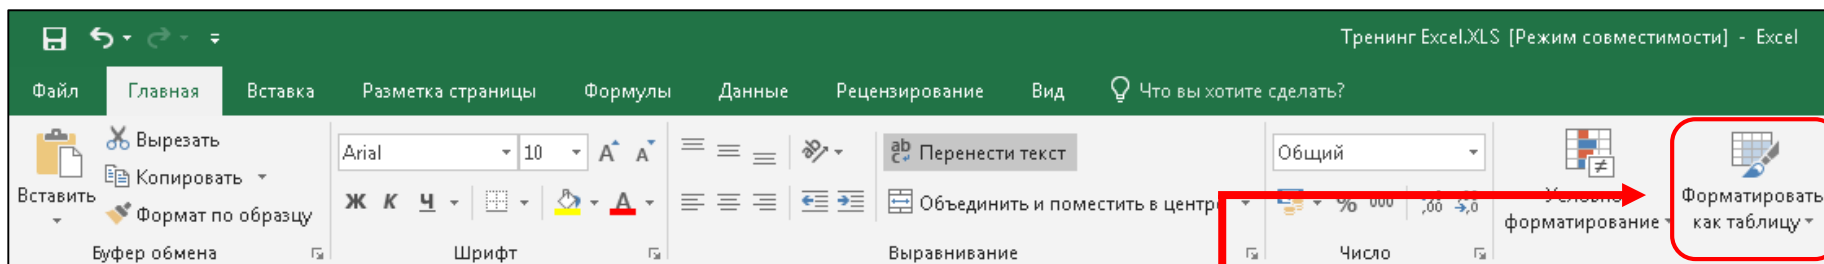 Тренинг Excel.XLS [Режим совместимости] - Excel
Файл Главная Вставка Разметка страницы Формулы Данные Рецензирование Вид Что вы хотите сделать?
Вставить
Вырезать
Копировать
Формат по образцу
Буфер обмена
Arial 10
Ж К Ч
Шрифт
Перенести текст
Объединить и поместить в центре
Выравнивание
Общий
% 000
Число
форматирование
Форматировать
как таблицу